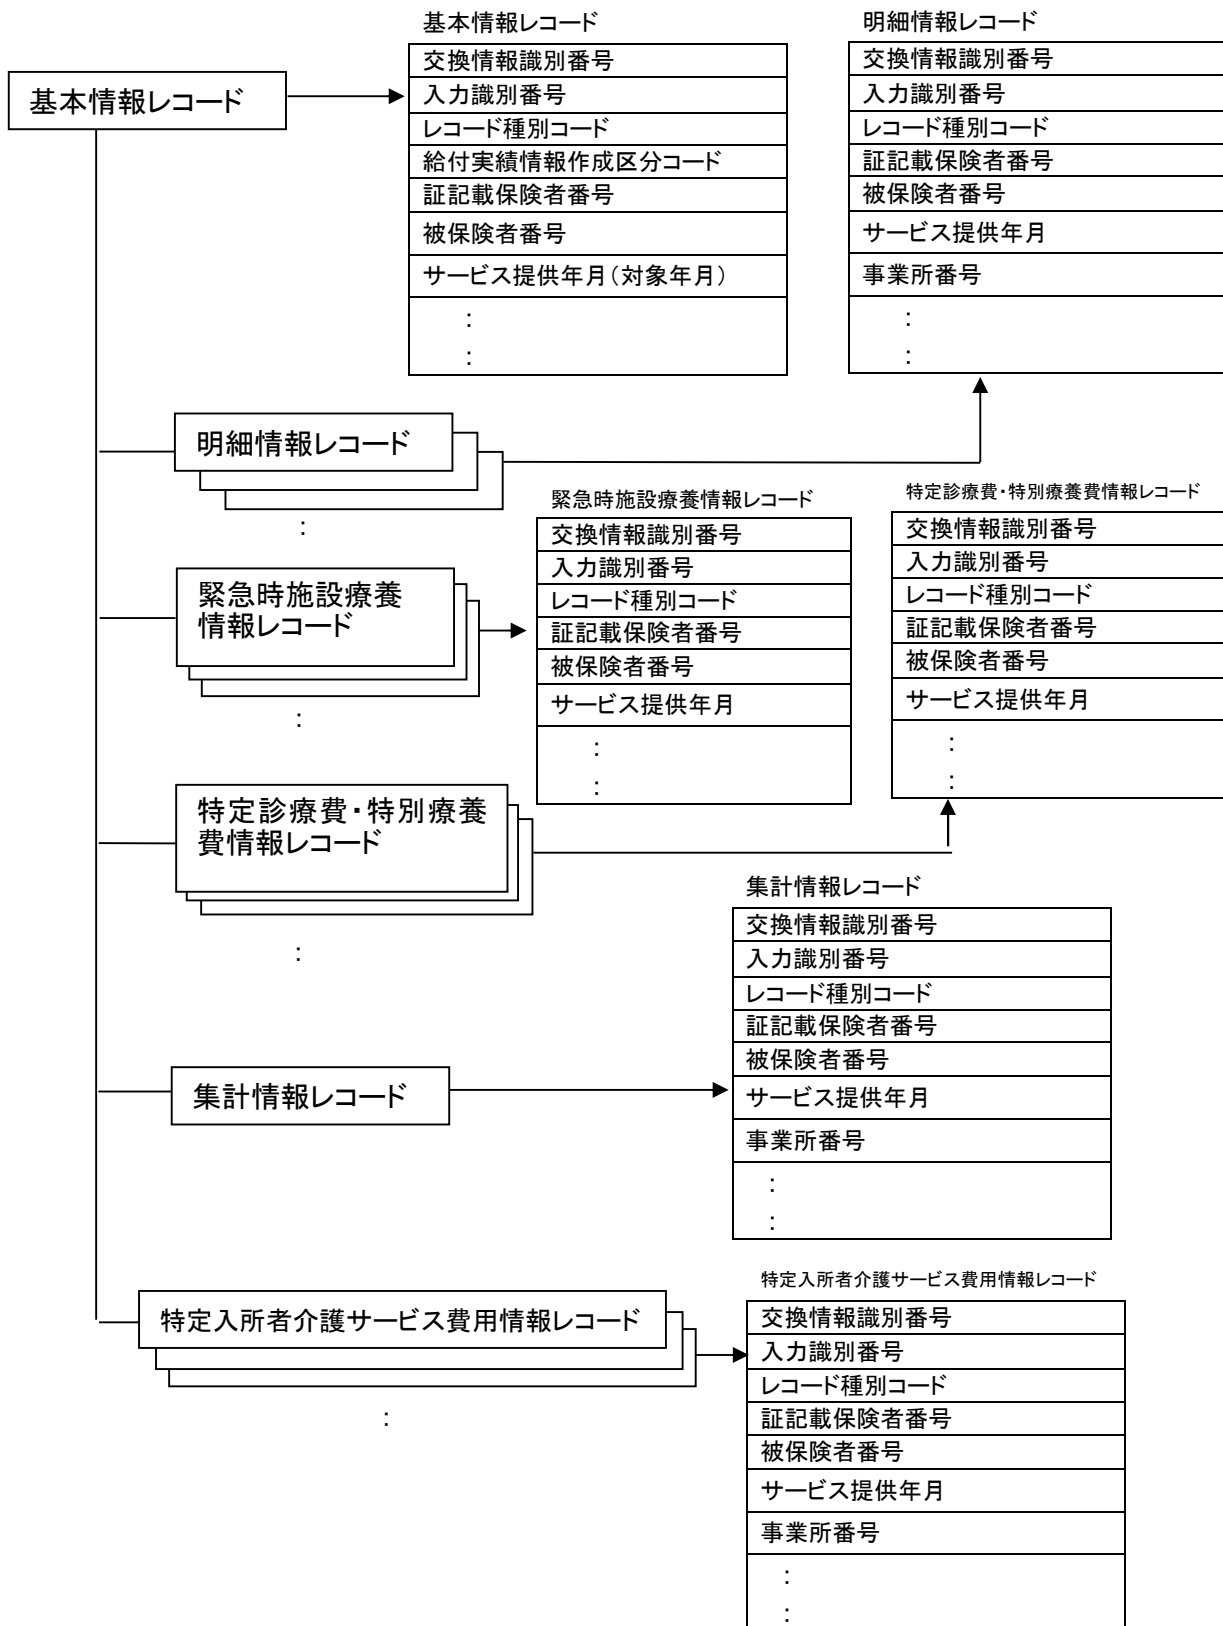 基本情報レコード
基本情報レコード
交換情報識別番号
入力識別番号
レコード種別コード
給付実績情報作成区分コード
証記載保険者番号
被保険者番号
サービス提供年月(対象年月)
:
:
明細情報レコード
交換情報識別番号
入力識別番号
レコード種別コード
証記載保険者番号
被保険者番号
サービス提供年月
事業所番号
:
:
明細情報レコード
:
緊急時施設療養
情報レコード
:
緊急時施設療養情報レコード
交換情報識別番号
入力識別番号
レコード種別コード
証記載保険者番号
被保険者番号
サービス提供年月
:
:
特定診療費・特別療養費情報レコード
交換情報識別番号
入力識別番号
レコード種別コード
証記載保険者番号
被保険者番号
サービス提供年月
:
:
特定診療費・特別療養
費情報レコード
:
集計情報レコード
集計情報レコード
交換情報識別番号
入力識別番号
レコード種別コード
証記載保険者番号
被保険者番号
サービス提供年月
事業所番号
:
:
特定入所者介護サービス費用情報レコード
:
特定入所者介護サービス費用情報レコード
交換情報識別番号
入力識別番号
レコード種別コード
証記載保険者番号
被保険者番号
サービス提供年月
事業所番号
:
: